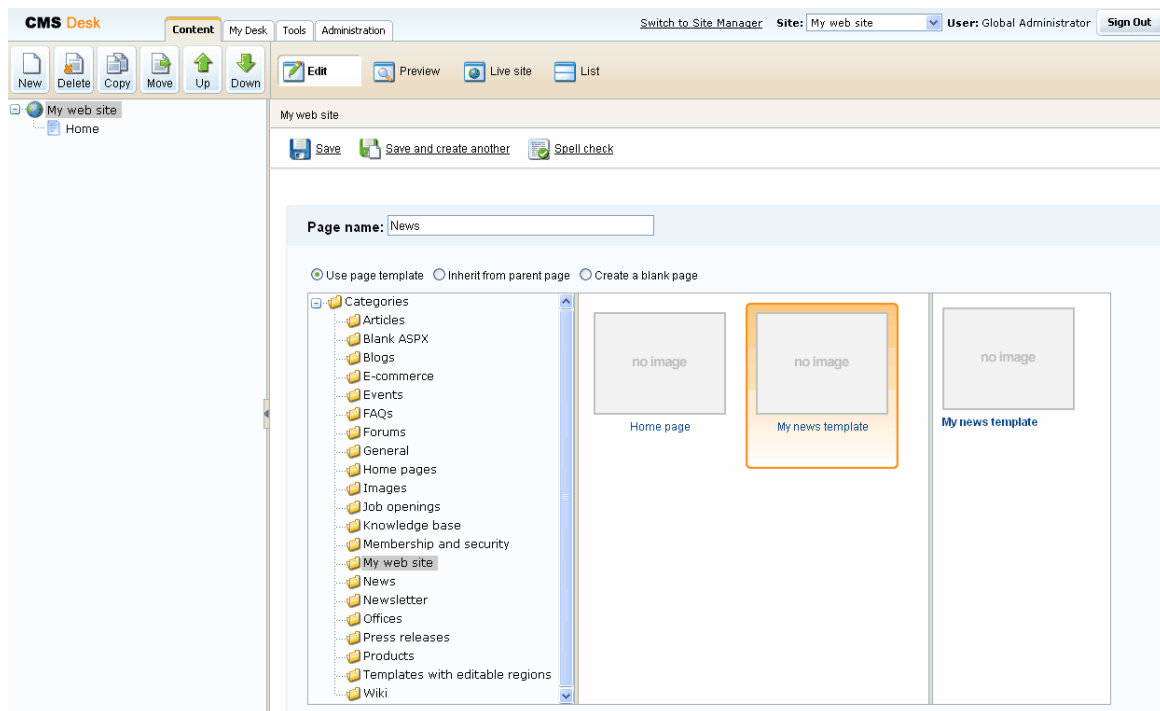 CMS Desk
Content My Desk Tools Administration
Switch to Site Manager Site: My web site User: Global Administrator Sign Out
New Delete Copy Move Up Down
Edit Preview Live site List
My web site
Home
My web site
Save Save and create another Spell check
Page name: News
Use page template Inherit from parent page Create a blank page
Categories
Articles
Blank ASPX
Blogs
E-commerce
Events
FAQs
Forums
General
Home pages
Images
Job openings
Knowledge base
Membership and security
My web site
News
Newsletter
Offices
Press releases
Products
Templates with editable regions
Wiki
no image
Home page
no image
My news template
no image
My news template